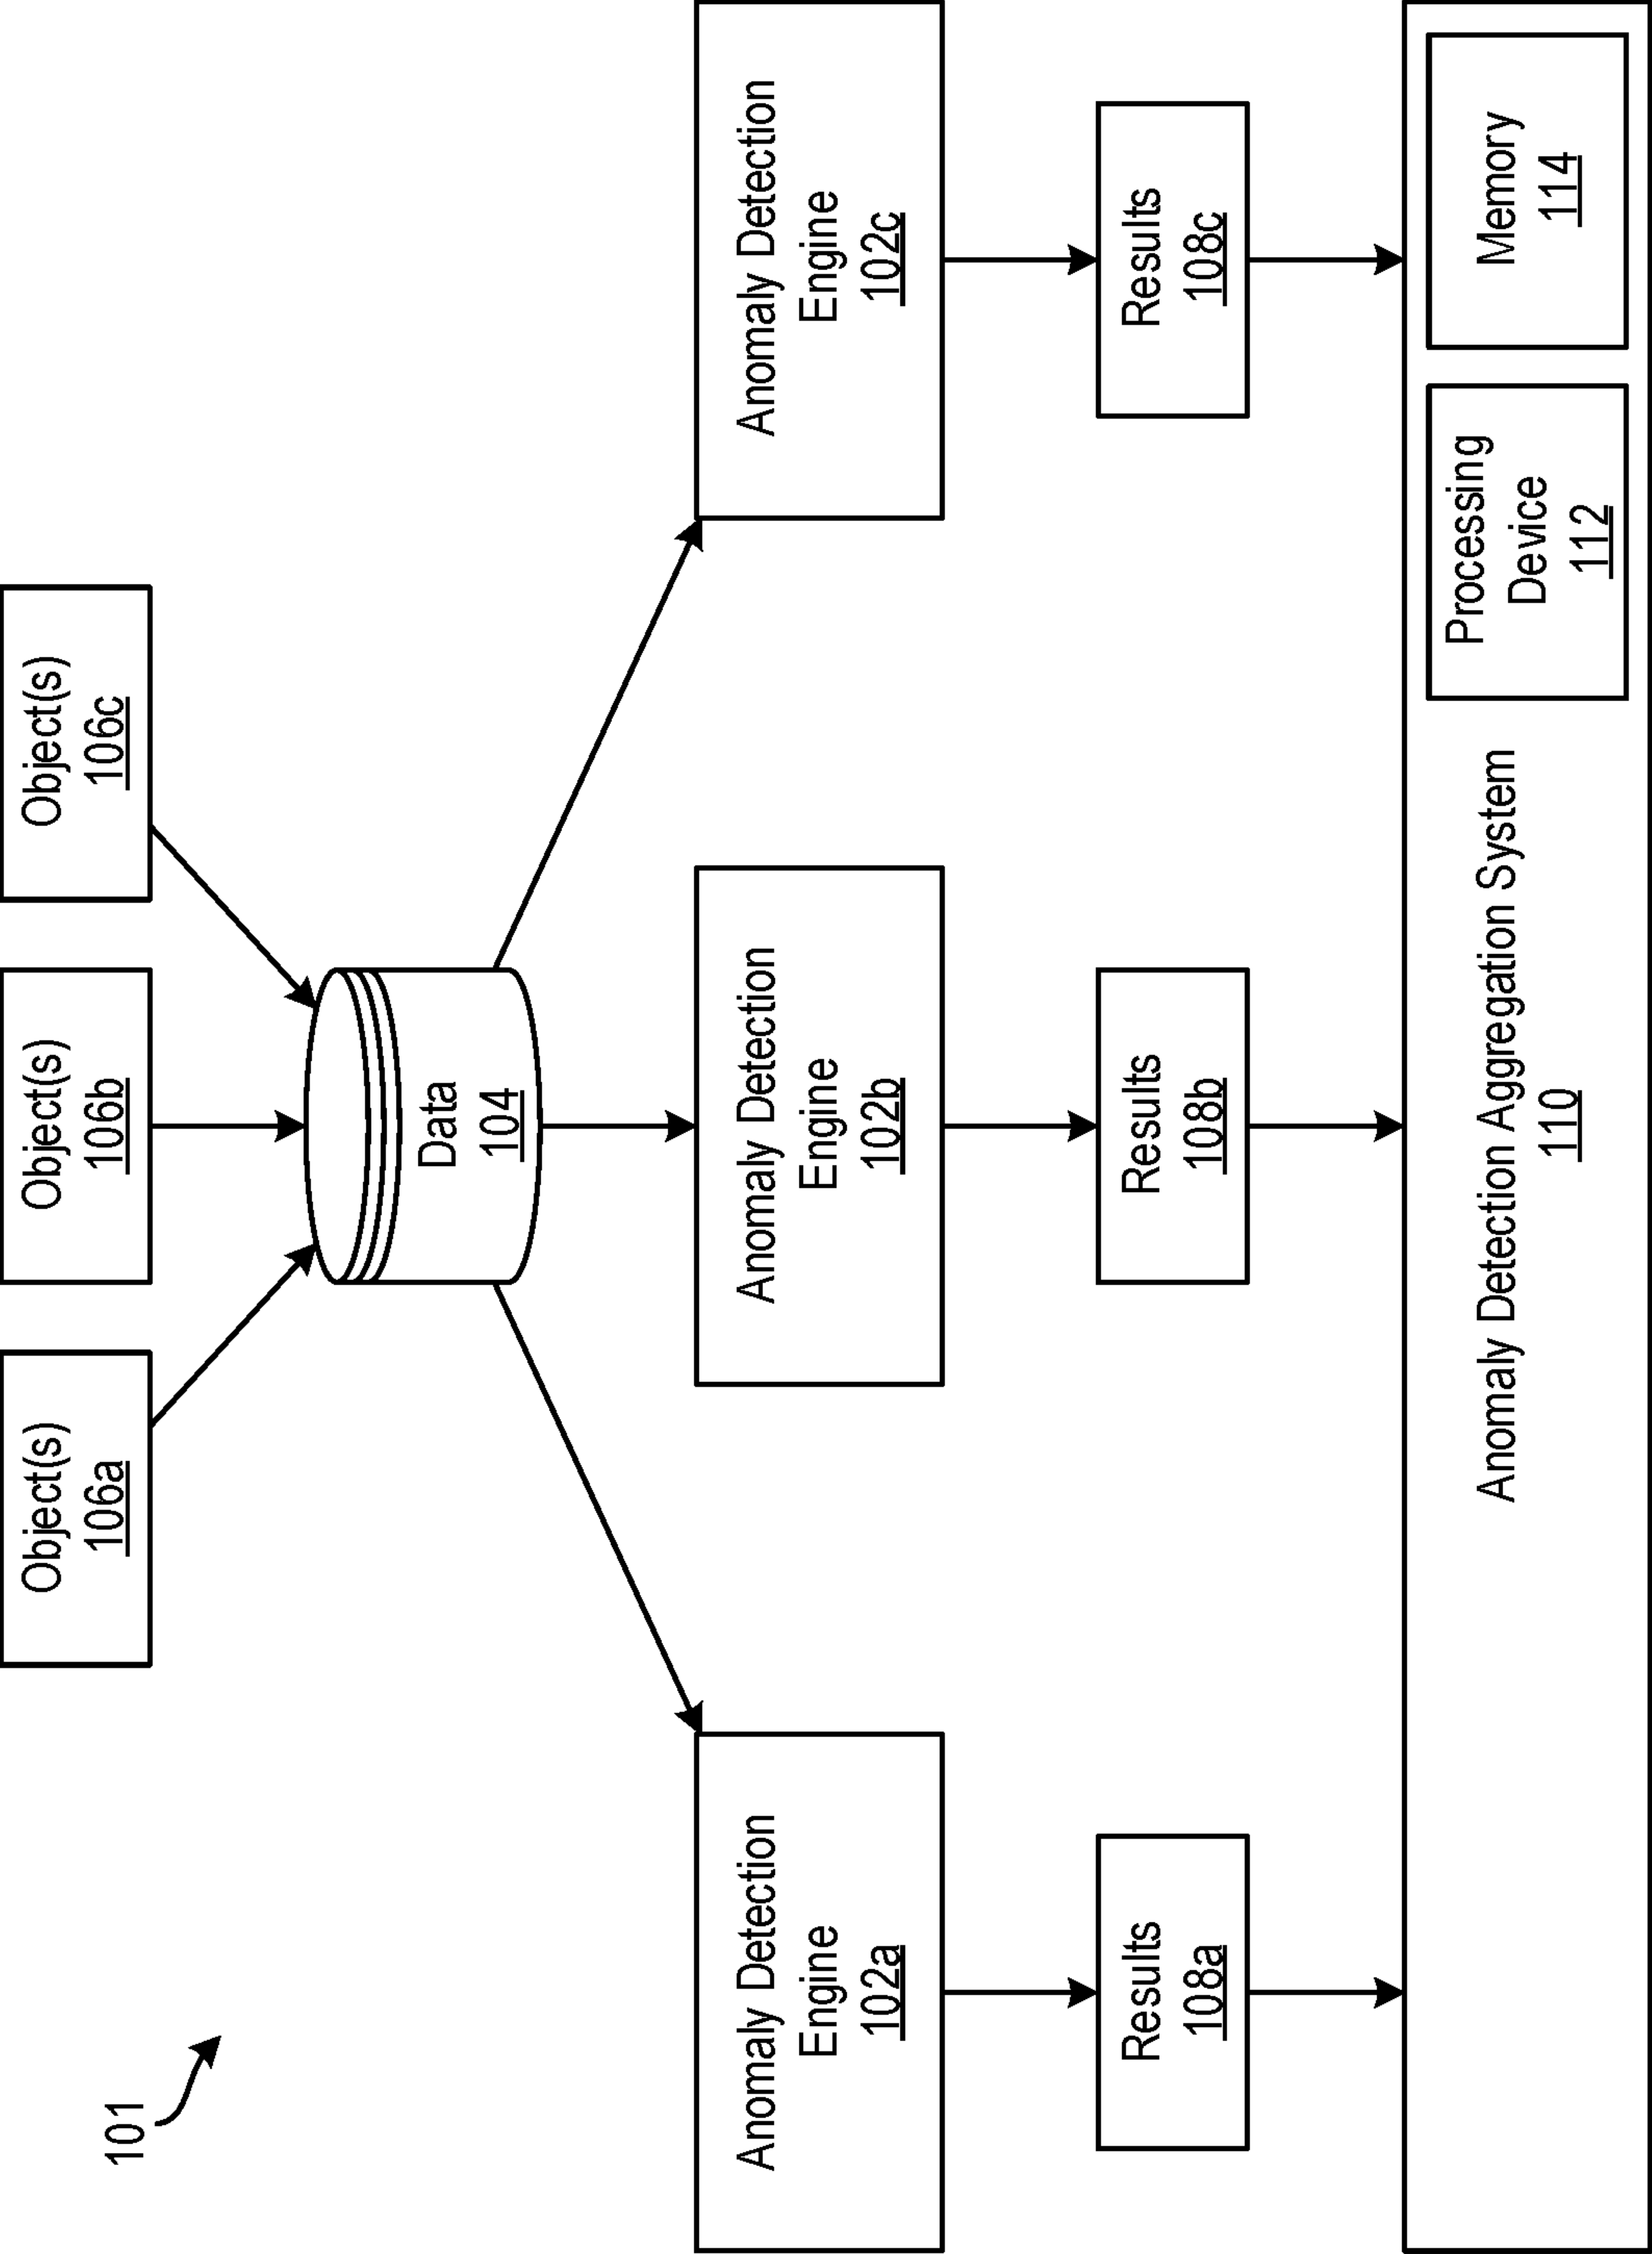 101
Object(s)
106a
Object(s)
106b
Object(s)
106c
Data
104
Anomaly Detection
Engine
102a
Anomaly Detection
Engine
102b
Anomaly Detection
Engine
102c
Results
108a
Results
108b
Results
108c
Anomaly Detection Aggregation System
110
Processing
Device
112
Memory
114